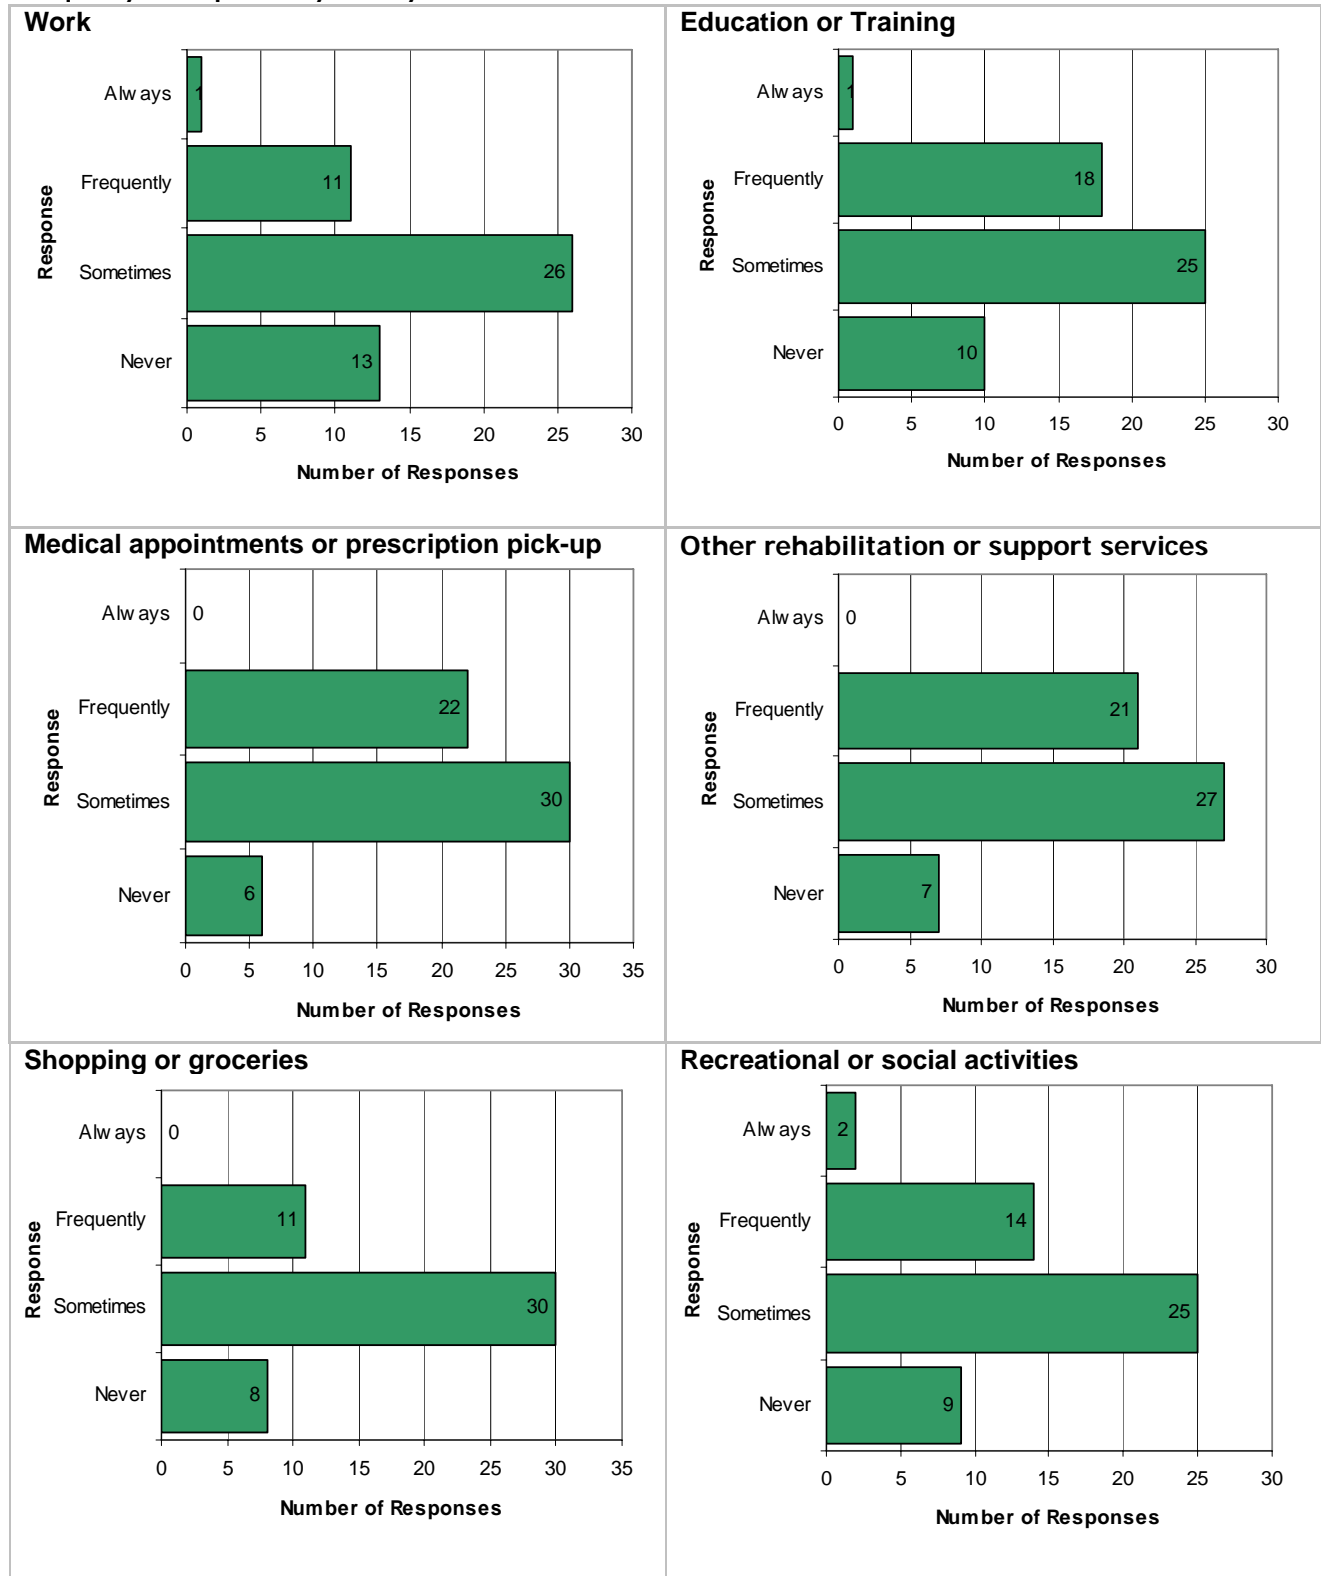 Work
Always
1
Frequently
11
Sometimes
26
Never
13
Response
0 5 10 15 20 25 30
Number of Responses
Education or Training
Always
1
Frequently
18
Sometimes
25
Never
10
Response
0 5 10 15 20 25 30
Number of Responses
Medical appointments or prescription pick-up
Always
0
Frequently
22
Sometimes
30
Never
6
Response
0 5 10 15 20 25 30 35
Number of Responses
Other rehabilitation or support services
Always
0
Frequently
21
Sometimes
27
Never
7
Response
0 5 10 15 20 25 30
Number of Responses
Shopping or groceries
Always
0
Frequently
11
Sometimes
30
Never
8
Response
0 5 10 15 20 25 30 35
Number of Responses
Recreational or social activities
Always
2
Frequently
14
Sometimes
25
Never
9
Response
0 5 10 15 20 25 30
Number of Responses